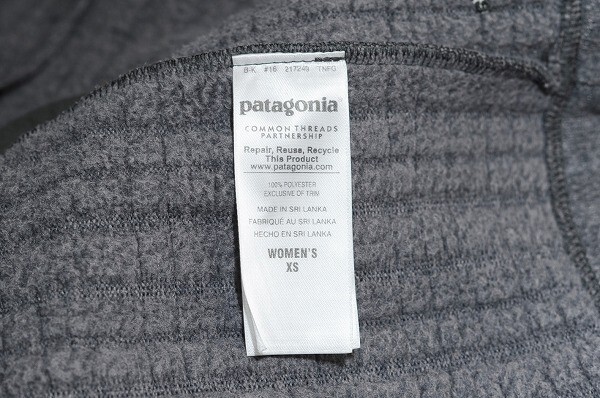 B-K #16 217249 TNFG
patagonia
COMMON THREADS
PARTNERSHIP
Repair, Reuse, Recycle
This Product
www.patagonia.com
100% POLYESTER
EXCLUSIVE OF TRIM
MADE IN SRI LANKA
FABRIQUÉ AU SRI LANKA
HECHO EN SRI LANKA
WOMEN'S
XS